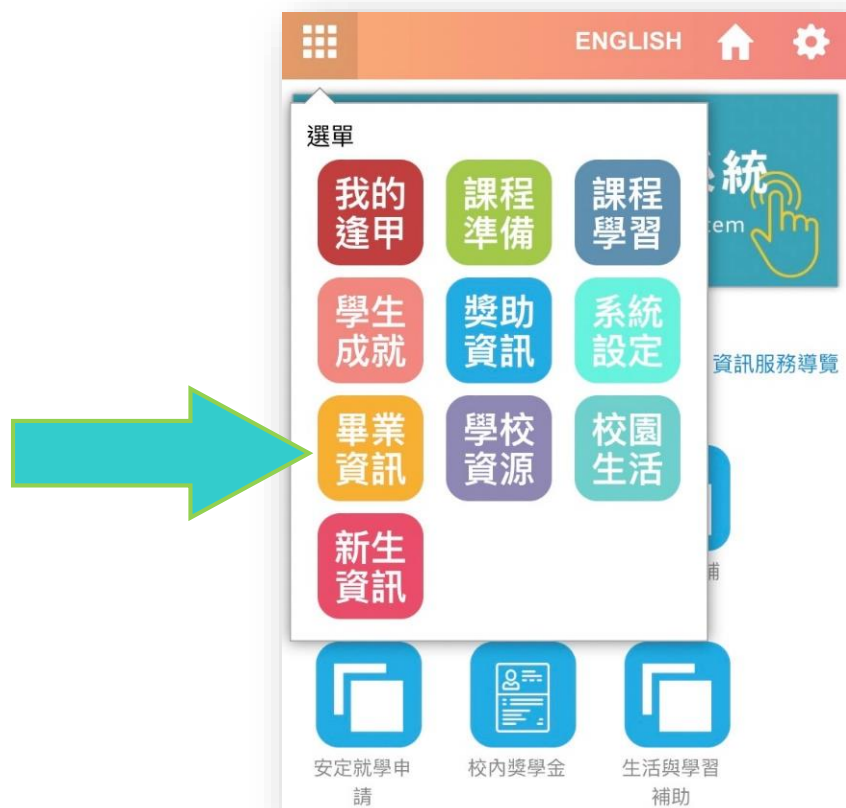 ENGLISH
選單
我的
逢甲
課程
準備
課程
學習
統
tem
學生
成就
獎助
資訊
系統
設定
資訊服務導覽
畢業
資訊
學校
資源
校園
生活
新生
資訊
安定就學申
請
校內獎學金
生活與學習
補助